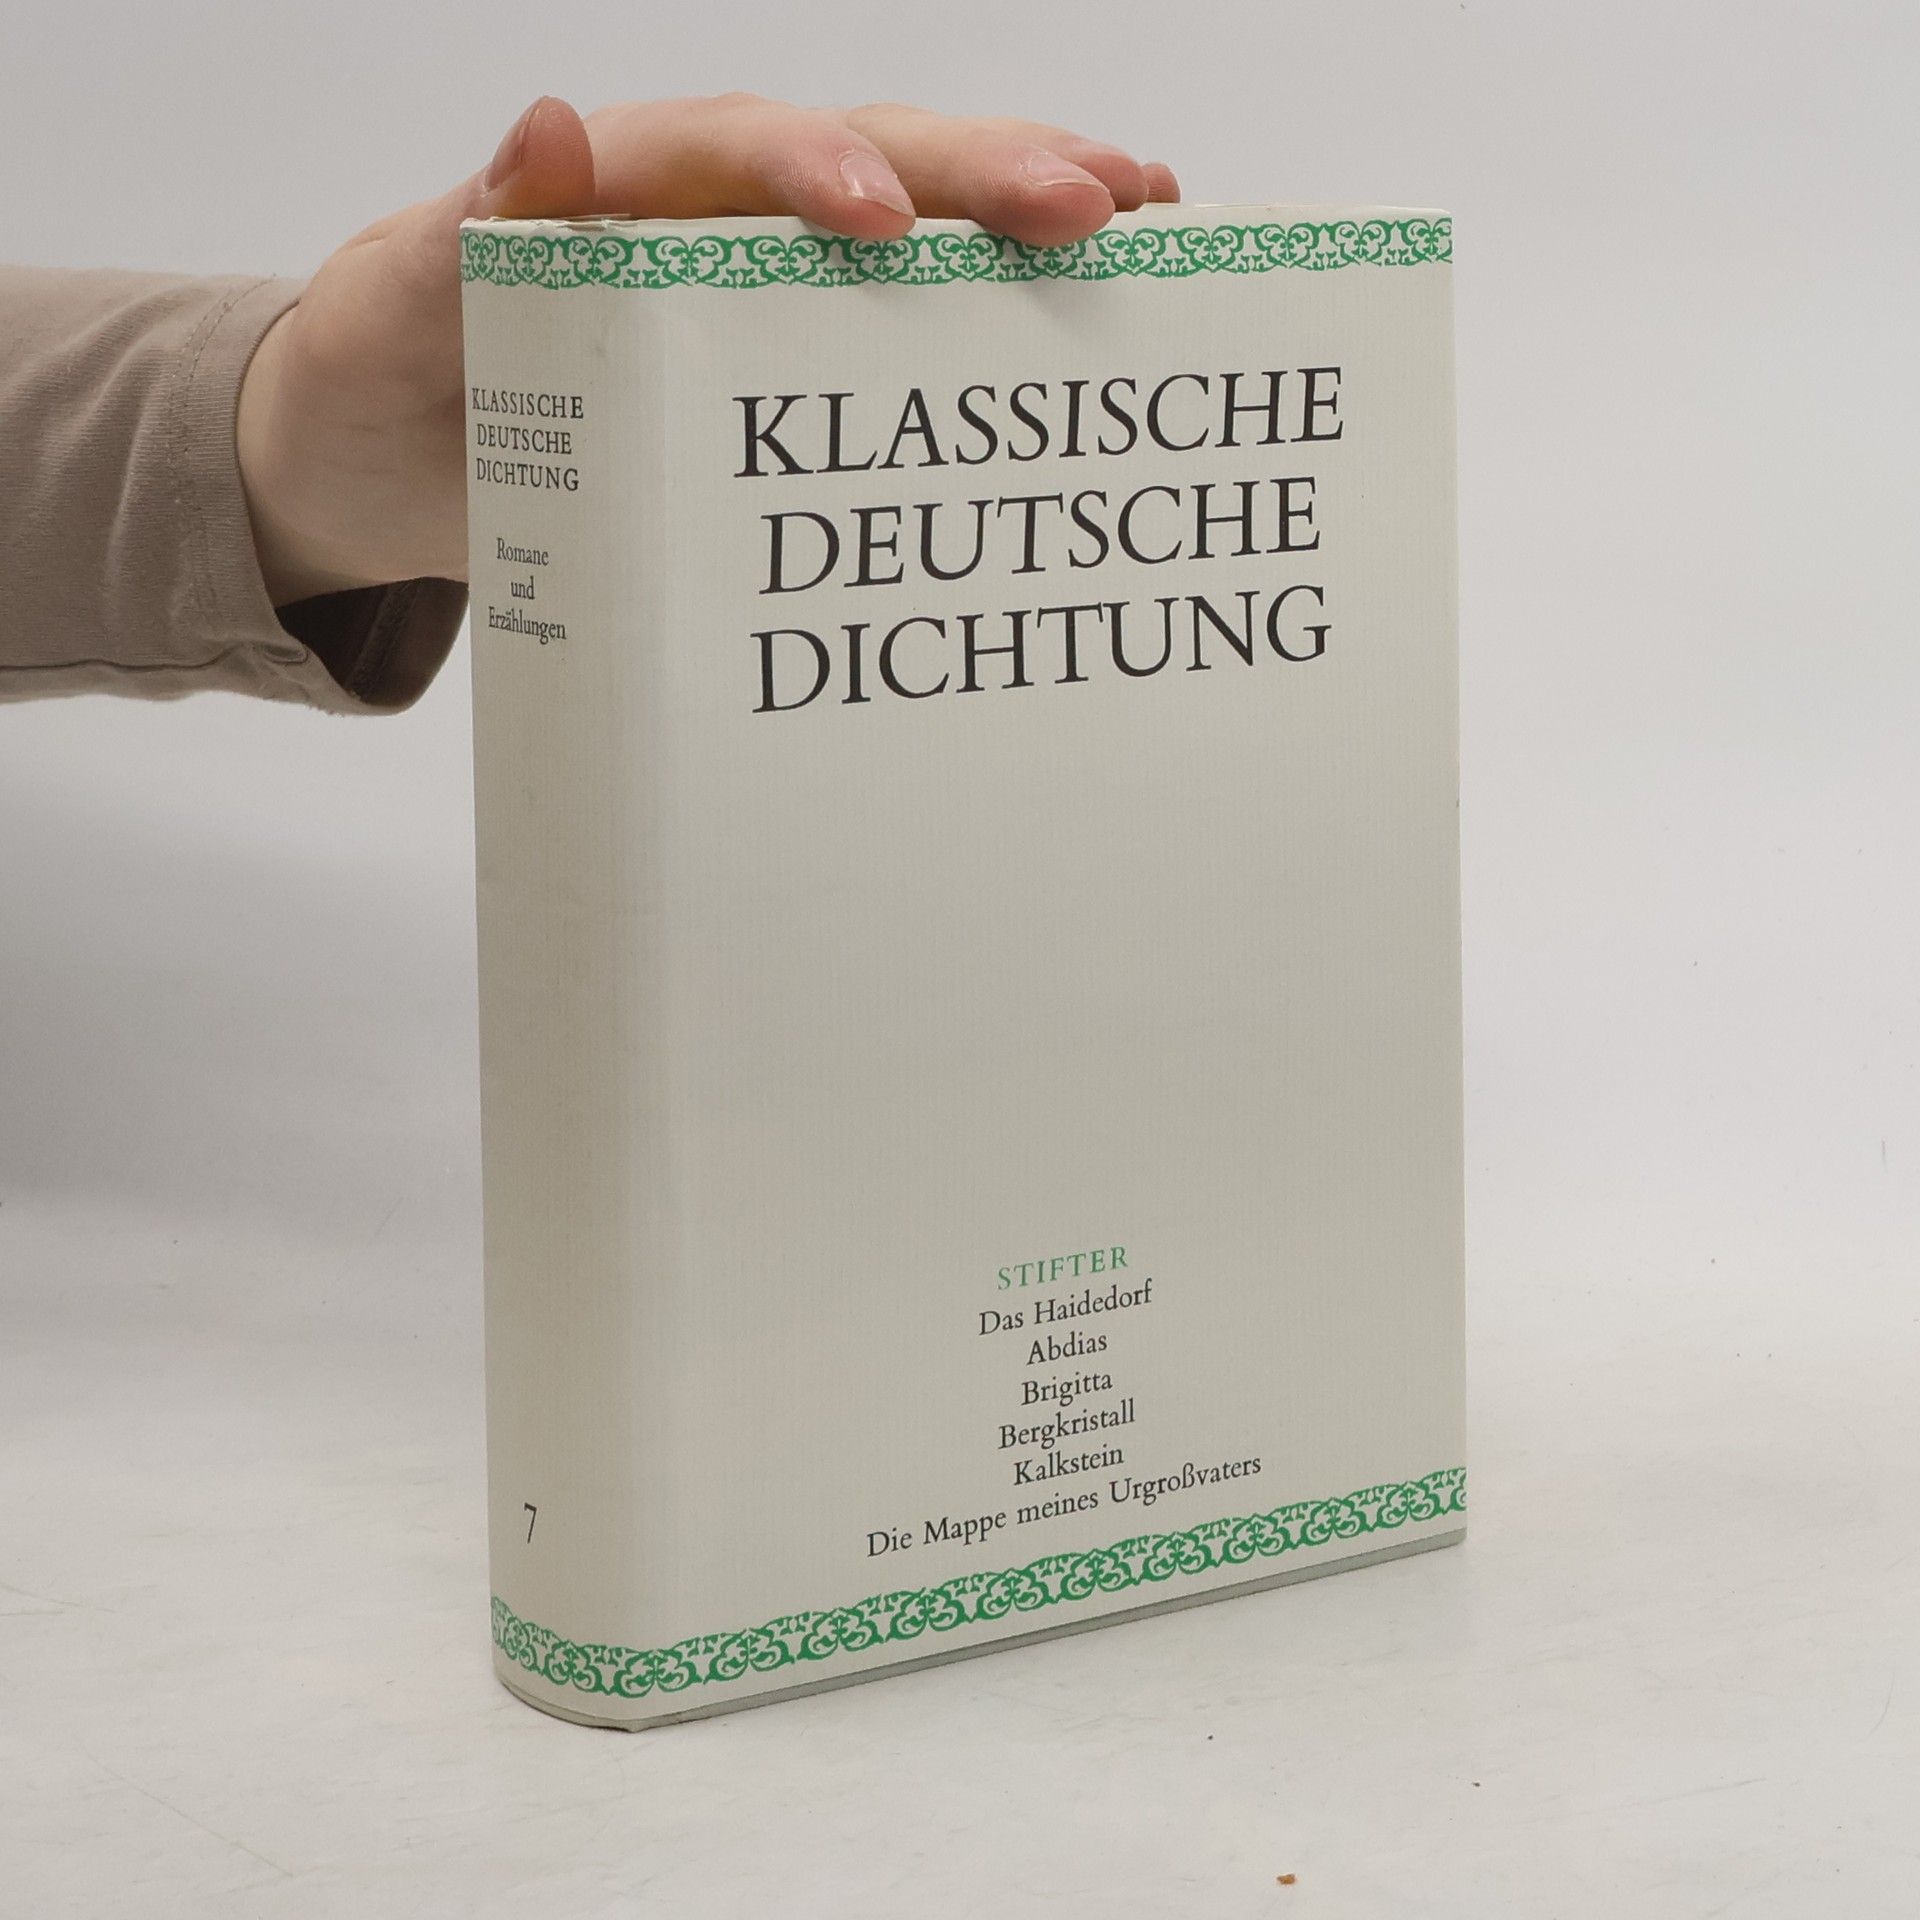 KLASSISCHE
DEUTSCHE
DICHTUNG
Romane
und
Erzählungen
7
KLASSISCHE
DEUTSCHE
DICHTUNG
STIFTER
Das Haidedorf
Abdias
Brigitta
Bergkristall
Kalkstein
Die Mappe meines Urgroßvaters